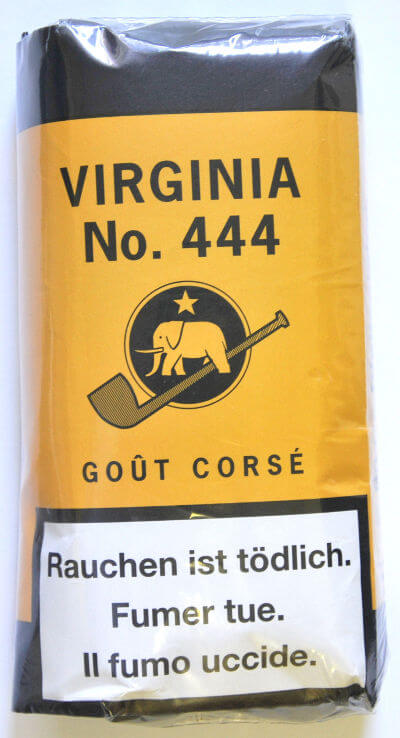 VIRGINIA
No. 444
GOÛT CORSÉ
Rauchen ist tödlich.
Fumer tue.
Il fumo uccide.